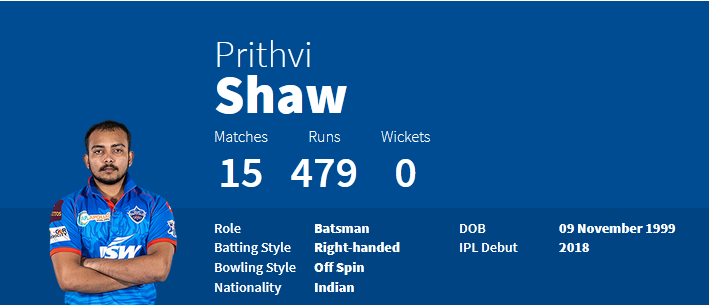 Prithvi
Shaw
Matches Runs Wickets
15 479 0
Role Batsman DOB 09 November 1999
Batting Style Right-handed IPL Debut 2018
Bowling Style Off Spin
Nationality Indian
JSW